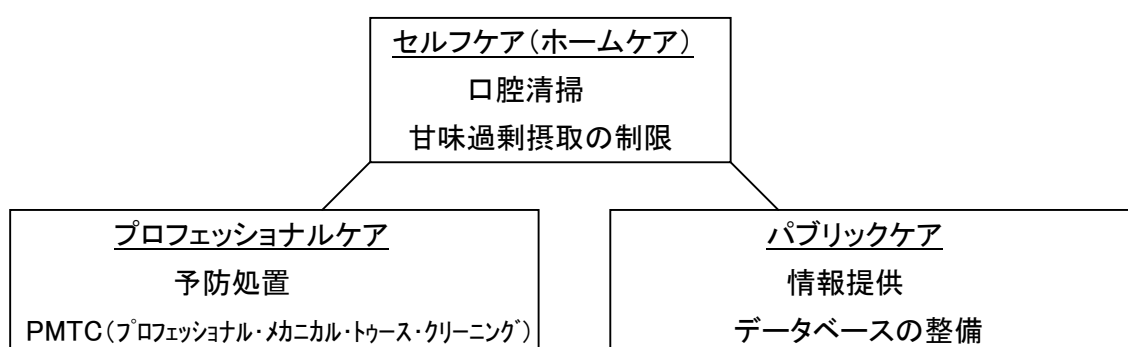 セルフケア（ホームケア）
口腔清掃
甘味過剰摂取の制限
プロフェッショナルケア
予防処置
PMTC（ﾌﾟﾛﾌｪｯｼｮﾅﾙ・ﾒｶﾆｶﾙ・ﾄｩｰｽ・ｸﾘｰﾆﾝｸﾞ）
パブリックケア
情報提供
データベースの整備